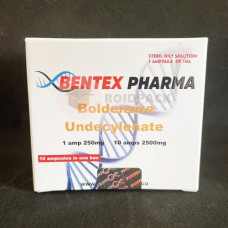 STERIL OILY SOLUTION
1 AMPOULE OF 1ML
BENTEX PHARMA
ROIDPACK
Boldenone
Undecylenate
1 amp 250mg 10 amps 2500mg
10 ampoules in one box